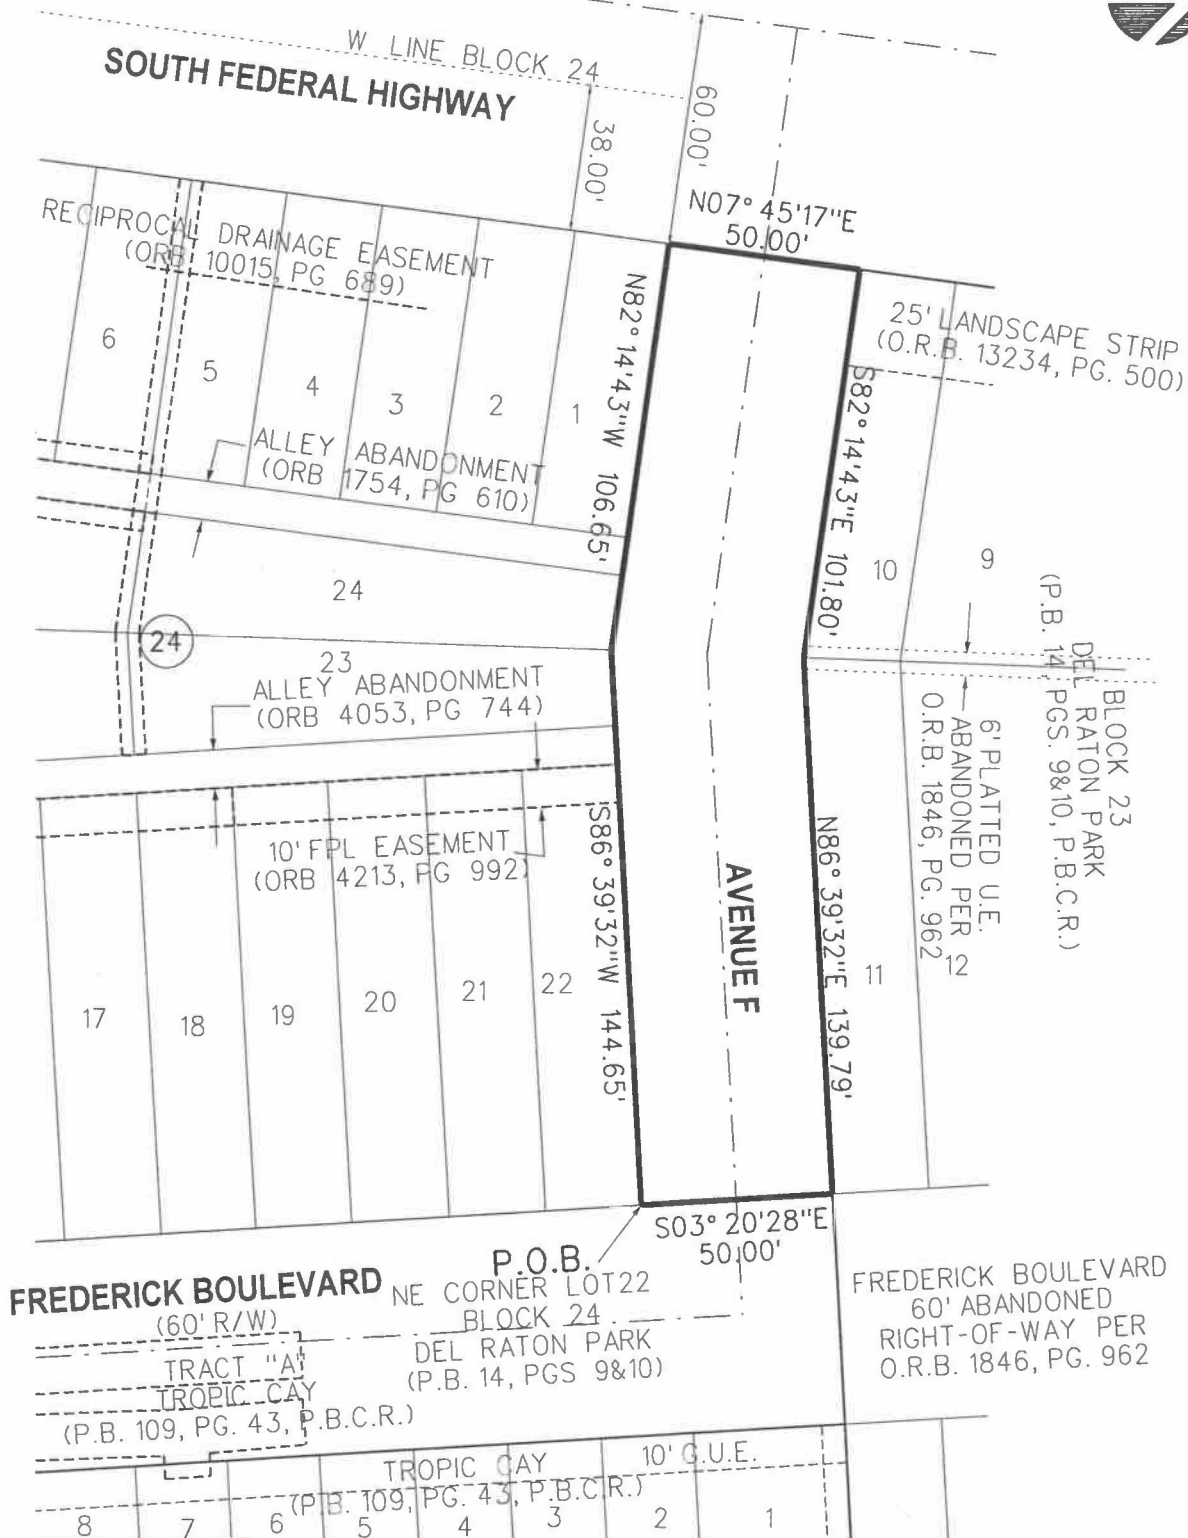 W LINE BLOCK 24
SOUTH FEDERAL HIGHWAY
38.00'
60.00'
N07° 45'17"E
50.00'
RECIPROCAL DRAINAGE EASEMENT
(ORB 10015, PG 689)
N82° 14'43"W 106.65'
25' LANDSCAPE STRIP
(O.R.B. 13234, PG. 500)
S82° 14'43"E 101.80'
6
5
4
3
2
1
ALLEY ABANDONMENT
(ORB 1754, PG 610)
10
9
24
24
23
ALLEY ABANDONMENT
(ORB 4053, PG 744)
BLOCK 23
DEL RATON PARK
(P.B. 14, PGS. 9&10, P.B.C.R.)
6' PLATTED U.E.
ABANDONED PER
O.R.B. 1846, PG. 962
10' FPL EASEMENT
(ORB 4213, PG 992)
S86° 39'32"W 144.65'
AVENUE F
N86° 39'32"E 139.79'
17
18
19
20
21
22
11
12
S03° 20'28"E
50.00'
P.O.B.
NE CORNER LOT22
BLOCK 24
DEL RATON PARK
(P.B. 14, PGS 9&10)
FREDERICK BOULEVARD
(60' R/W)
TRACT "A"
TROPIC CAY
(P.B. 109, PG. 43, P.B.C.R.)
FREDERICK BOULEVARD
60' ABANDONED
RIGHT-OF-WAY PER
O.R.B. 1846, PG. 962
TROPIC CAY
(P.B. 109, PG. 43, P.B.C.R.)
10' G.U.E.
8
7
6
5
4
3
2
1